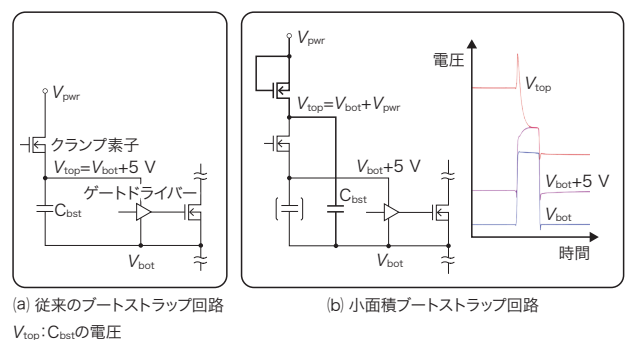 Vpwr
クランプ素子
Vtop=Vbot+5 V
ゲートドライバー
Cbst
Vbot
(a) 従来のブートストラップ回路
Vpwr
Vtop=Vbot+Vpwr
Vbot+5 V
Cbst
Vbot
電圧
Vtop
Vbot+5 V
Vbot
時間
(b) 小面積ブートストラップ回路
Vtop：Cbstの電圧